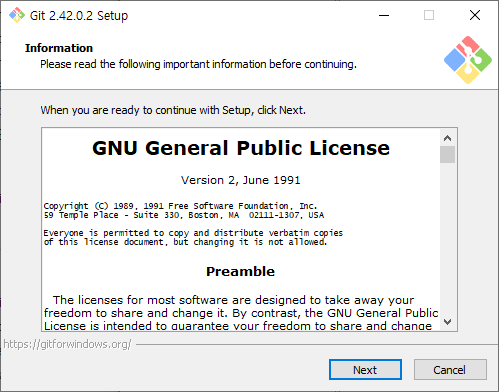 Git 2.42.0.2 Setup
Information
Please read the following important information before continuing.
When you are ready to continue with Setup, click Next.
GNU General Public License
Version 2, June 1991
Copyright (C) 1989, 1991 Free Software Foundation, Inc.
59 Temple Place - Suite 330, Boston, MA  02111-1307, USA
Everyone is permitted to copy and distribute verbatim copies
of this license document, but changing it is not allowed.
Preamble
The licenses for most software are designed to take away your
freedom to share and change it. By contrast, the GNU General Public
License is intended to guarantee your freedom to share and change
https://gitforwindows.org/
Next
Cancel